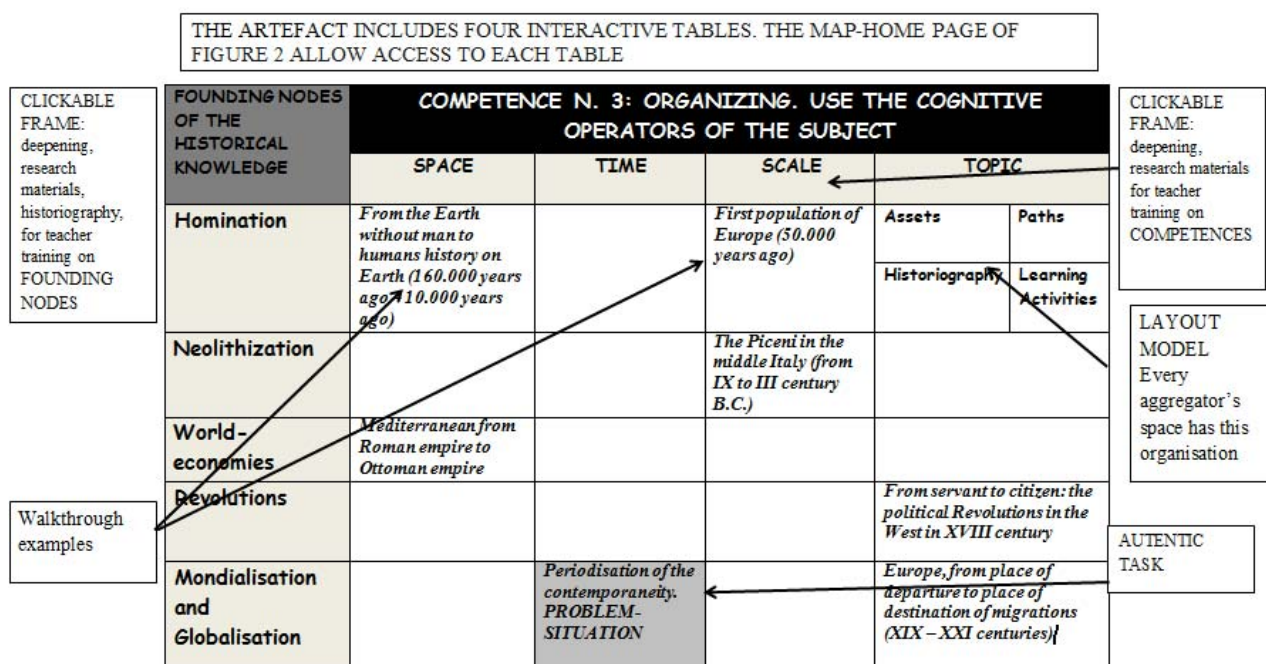 THE ARTEFACT INCLUDES FOUR INTERACTIVE TABLES. THE MAP-HOME PAGE OF
FIGURE 2 ALLOW ACCESS TO EACH TABLE
CLICKABLE
FRAME:
deepening,
research
materials,
historiography,
for teacher
training on
FOUNDING
NODES
FOUNDING NODES
OF THE
HISTORICAL
KNOWLEDGE
COMPETENCE N. 3: ORGANIZING. USE THE COGNITIVE
OPERATORS OF THE SUBJECT
SPACE
TIME
SCALE
TOPIC
CLICKABLE
FRAME:
deepening,
research materials
for teacher
training on
COMPETENCES
Homination
From the Earth
without man to
humans history on
Earth (160.000 years
ago 10.000 years
ago)
First population of
Europe (50.000
years ago)
Assets
Paths
Historiography
Learning
Activities
LAYOUT
MODEL
Every
aggregator's
space has this
organisation
Neolithization
The Piceni in the
middle Italy (from
IX to III century
B.C.)
World-
economies
Mediterranean from
Roman empire to
Ottoman empire
Revolutions
From servant to citizen: the
political Revolutions in the
West in XVIII century
Walkthrough
examples
AUTENTIC
TASK
Mondialisation
and
Globalisation
Periodisation of the
contemporaneity.
PROBLEM-
SITUATION
Europe, from place of
departure to place of
destination of migrations
(XIX – XXI centuries)